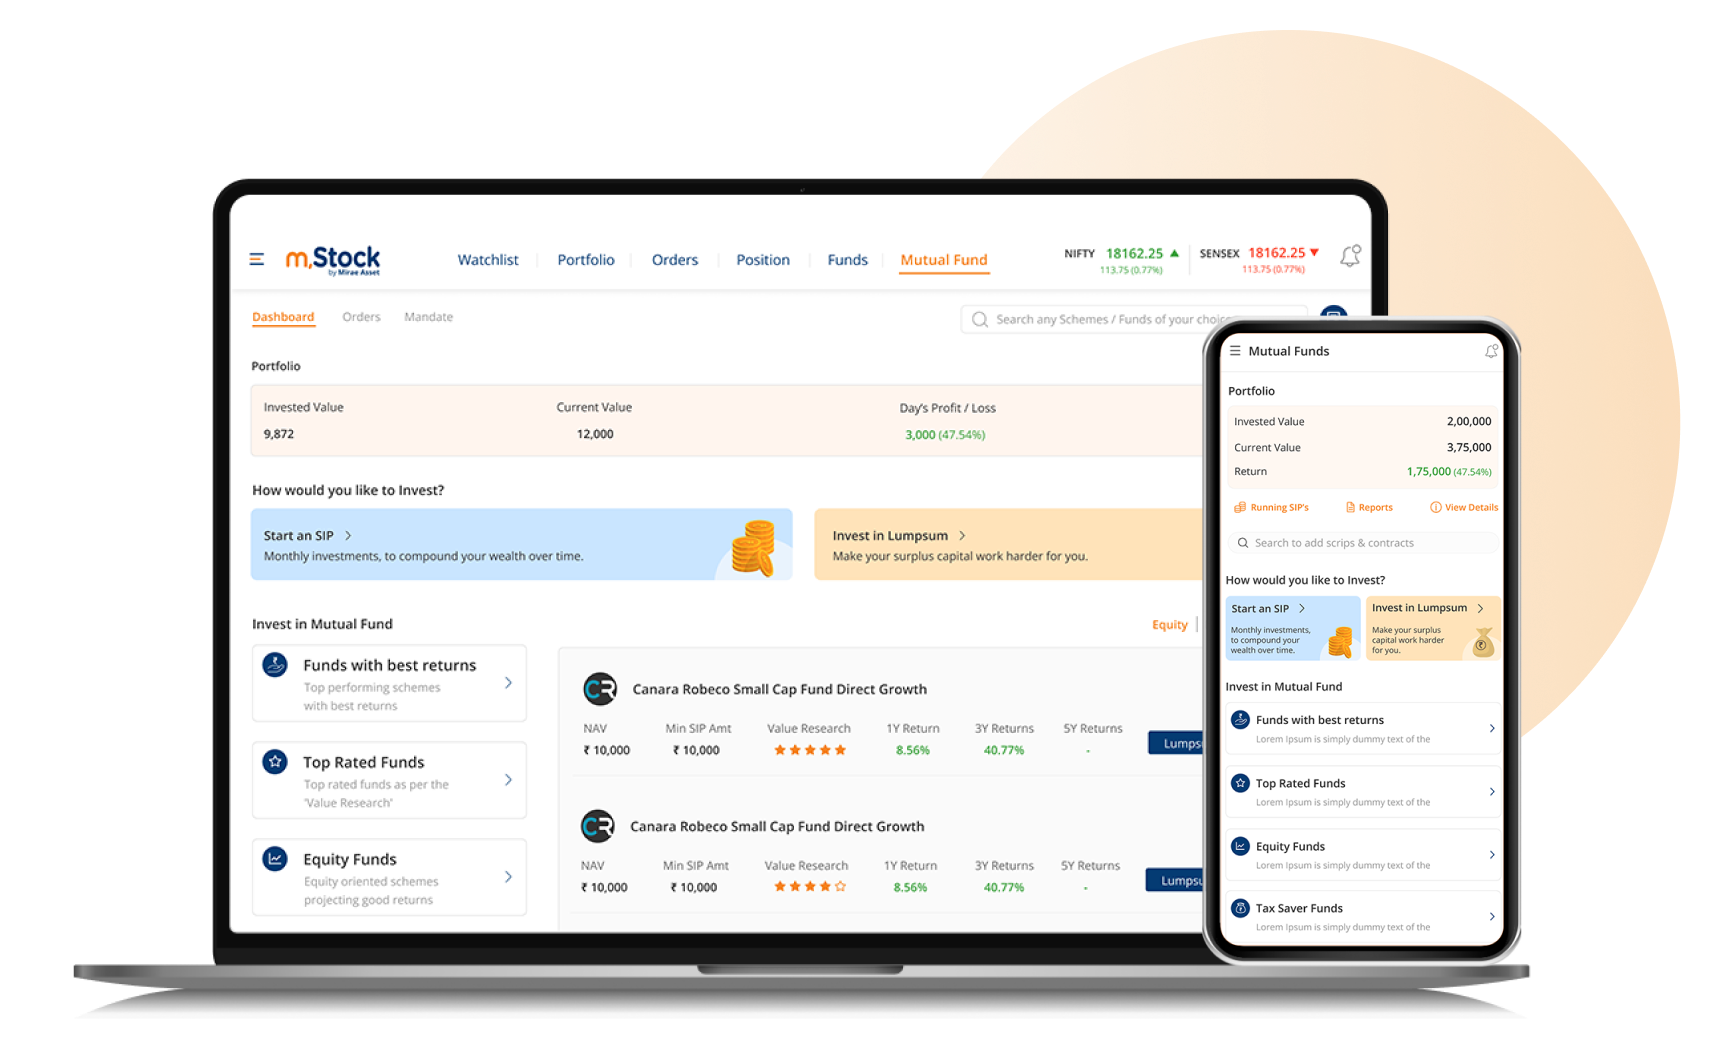 m.Stock
by Mirae Asset
Watchlist
Portfolio
Orders
Position
Funds
Mutual Fund
NIFTY 18162.25 ▲
113.75 (0.77%)
SENSEX 18162.25 ▼
113.75 (0.77%)
Dashboard
Orders
Mandate
Search any Schemes / Funds of your choice
Portfolio
Invested Value
9,872
Current Value
12,000
Day's Profit / Loss
3,000 (47.54%)
How would you like to Invest?
Start an SIP >
Monthly investments, to compound your wealth over time.
Invest in Lumpsum >
Make your surplus capital work harder for you.
Invest in Mutual Fund
Equity
Funds with best returns
Top performing schemes
with best returns
Top Rated Funds
Top rated funds as per the
'Value Research'
Equity Funds
Equity oriented schemes
projecting good returns
CR
Canara Robeco Small Cap Fund Direct Growth
NAV Min SIP Amt Value Research 1Y Return 3Y Returns 5Y Returns
₹ 10,000 ₹ 10,000 ★★★★★ 8.56% 40.77% -
Lumpsu
CR
Canara Robeco Small Cap Fund Direct Growth
NAV Min SIP Amt Value Research 1Y Return 3Y Returns 5Y Returns
₹ 10,000 ₹ 10,000 ★★★★☆ 8.56% 40.77% -
Lumpsu
Mutual Funds
Portfolio
Invested Value 2,00,000
Current Value 3,75,000
Return 1,75,000 (47.54%)
Running SIP's
Reports
View Details
Search to add scrips & contracts
How would you like to Invest?
Start an SIP >
Monthly investments,
to compound your
wealth over time.
Invest in Lumpsum >
Make your surplus
capital work harder
for you.
Invest in Mutual Fund
Funds with best returns
Lorem Ipsum is simply dummy text of the
Top Rated Funds
Lorem Ipsum is simply dummy text of the
Equity Funds
Lorem Ipsum is simply dummy text of the
Tax Saver Funds
Lorem Ipsum is simply dummy text of the